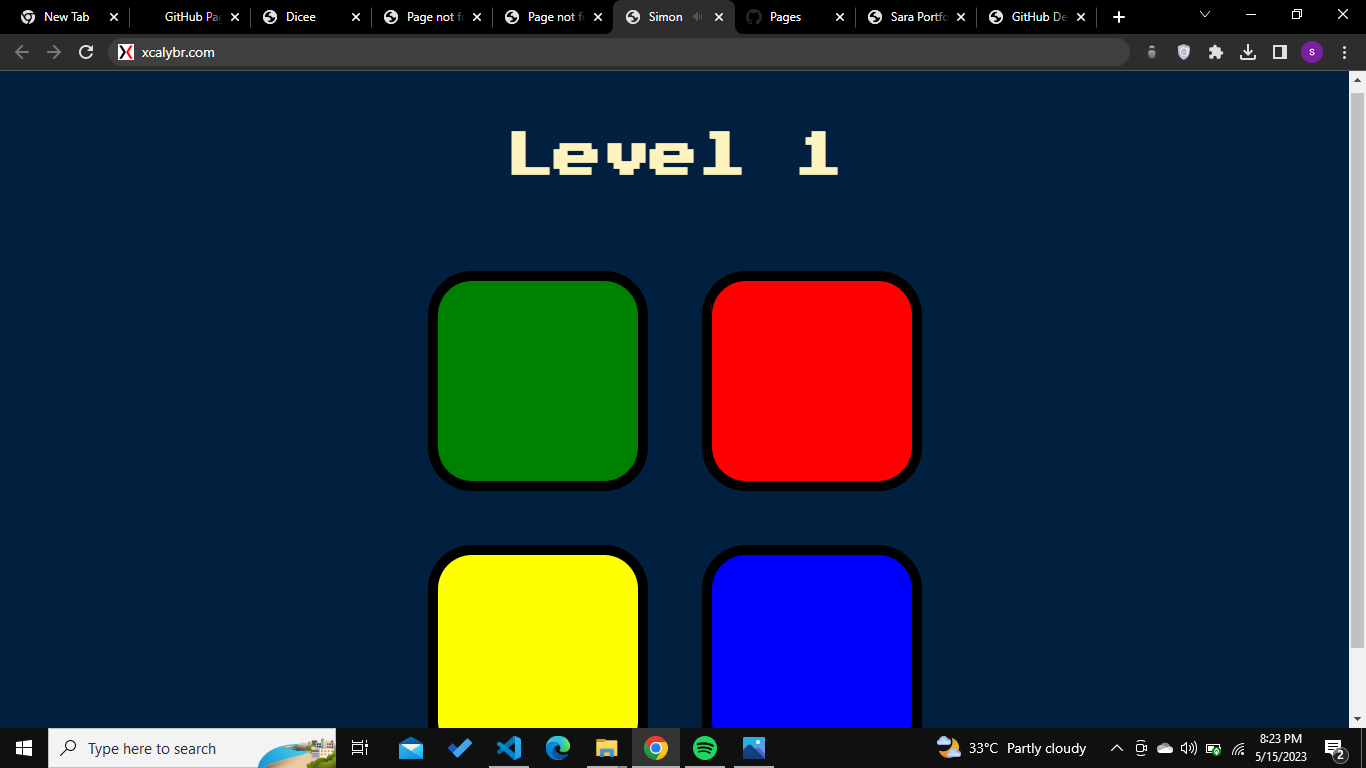 New Tab
GitHub Pa
Dicee
Page not f
Page not f
Simon
Pages
Sara Portfo
GitHub De
xcalybr.com
s
Level 1
Type here to search
33°C Partly cloudy
8:23 PM
5/15/2023
2